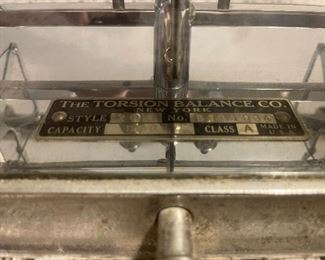 THE TORSION BALANCE CO.
NEW YORK
STYLE No.
CAPACITY CLASS A MADE IN U.S.A.